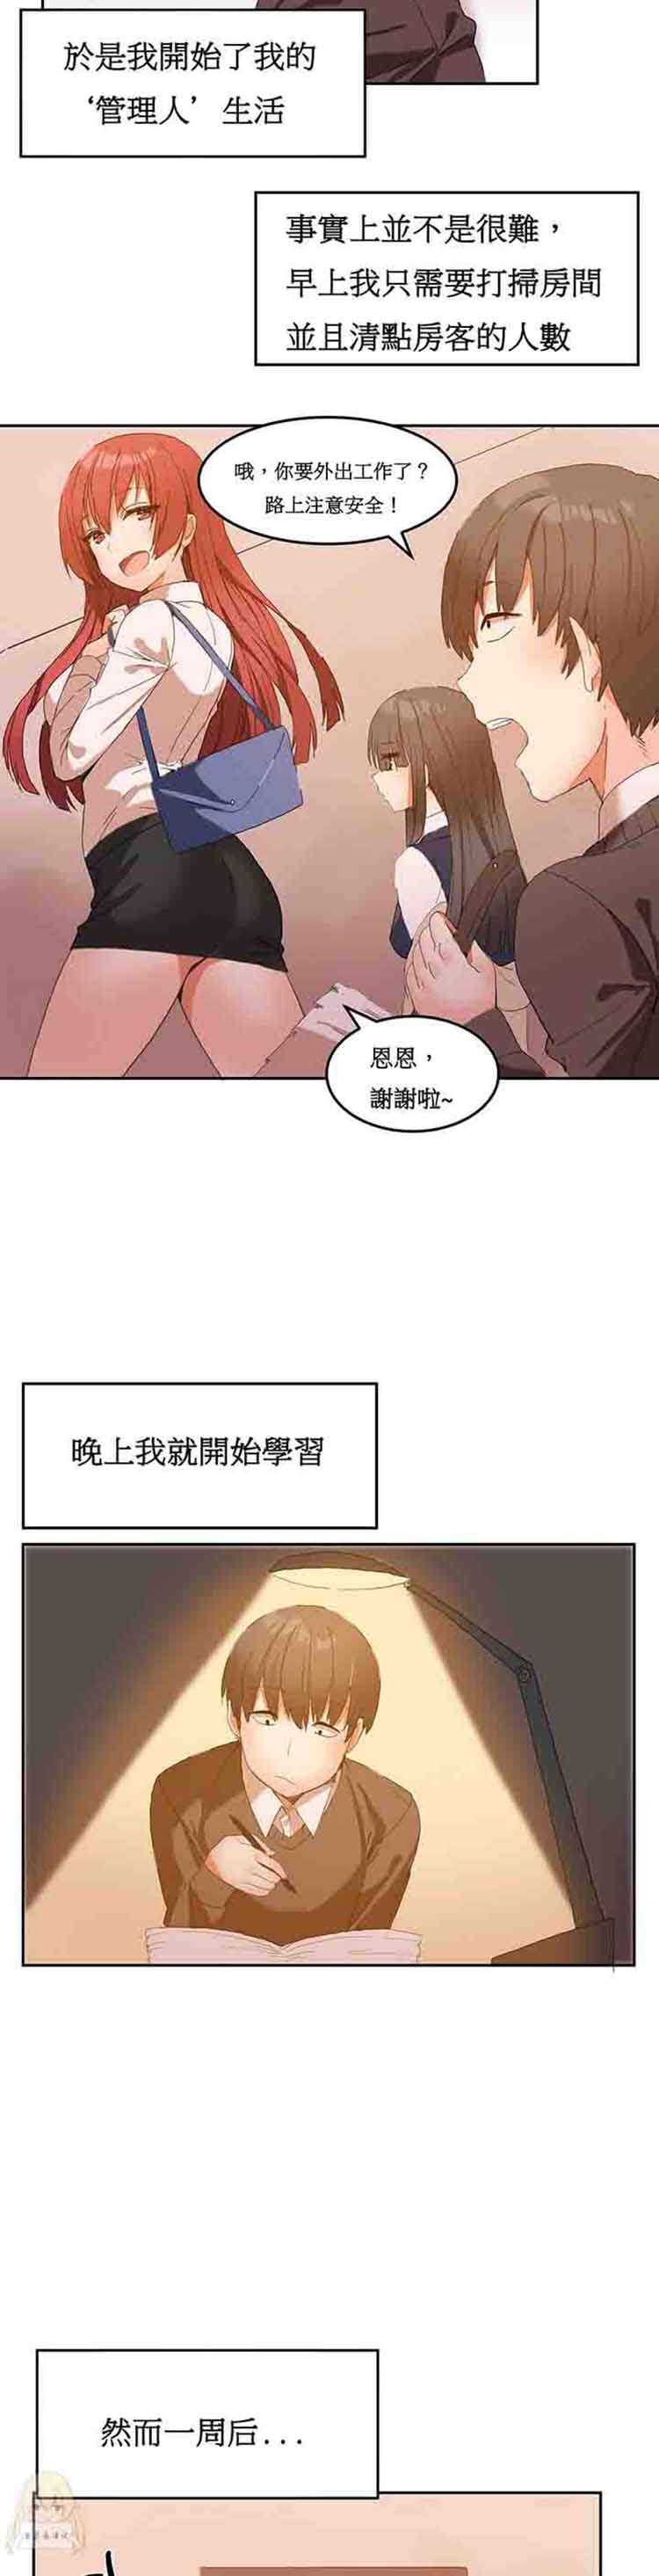 於是我開始了我的
‘管理人’生活
事實上並不是很難，
早上我只需要打掃房間
並且清點房客的人數
哦，你要外出工作了？
路上注意安全！
恩恩，
謝謝啦~
晚上我就開始學習
然而一周后...